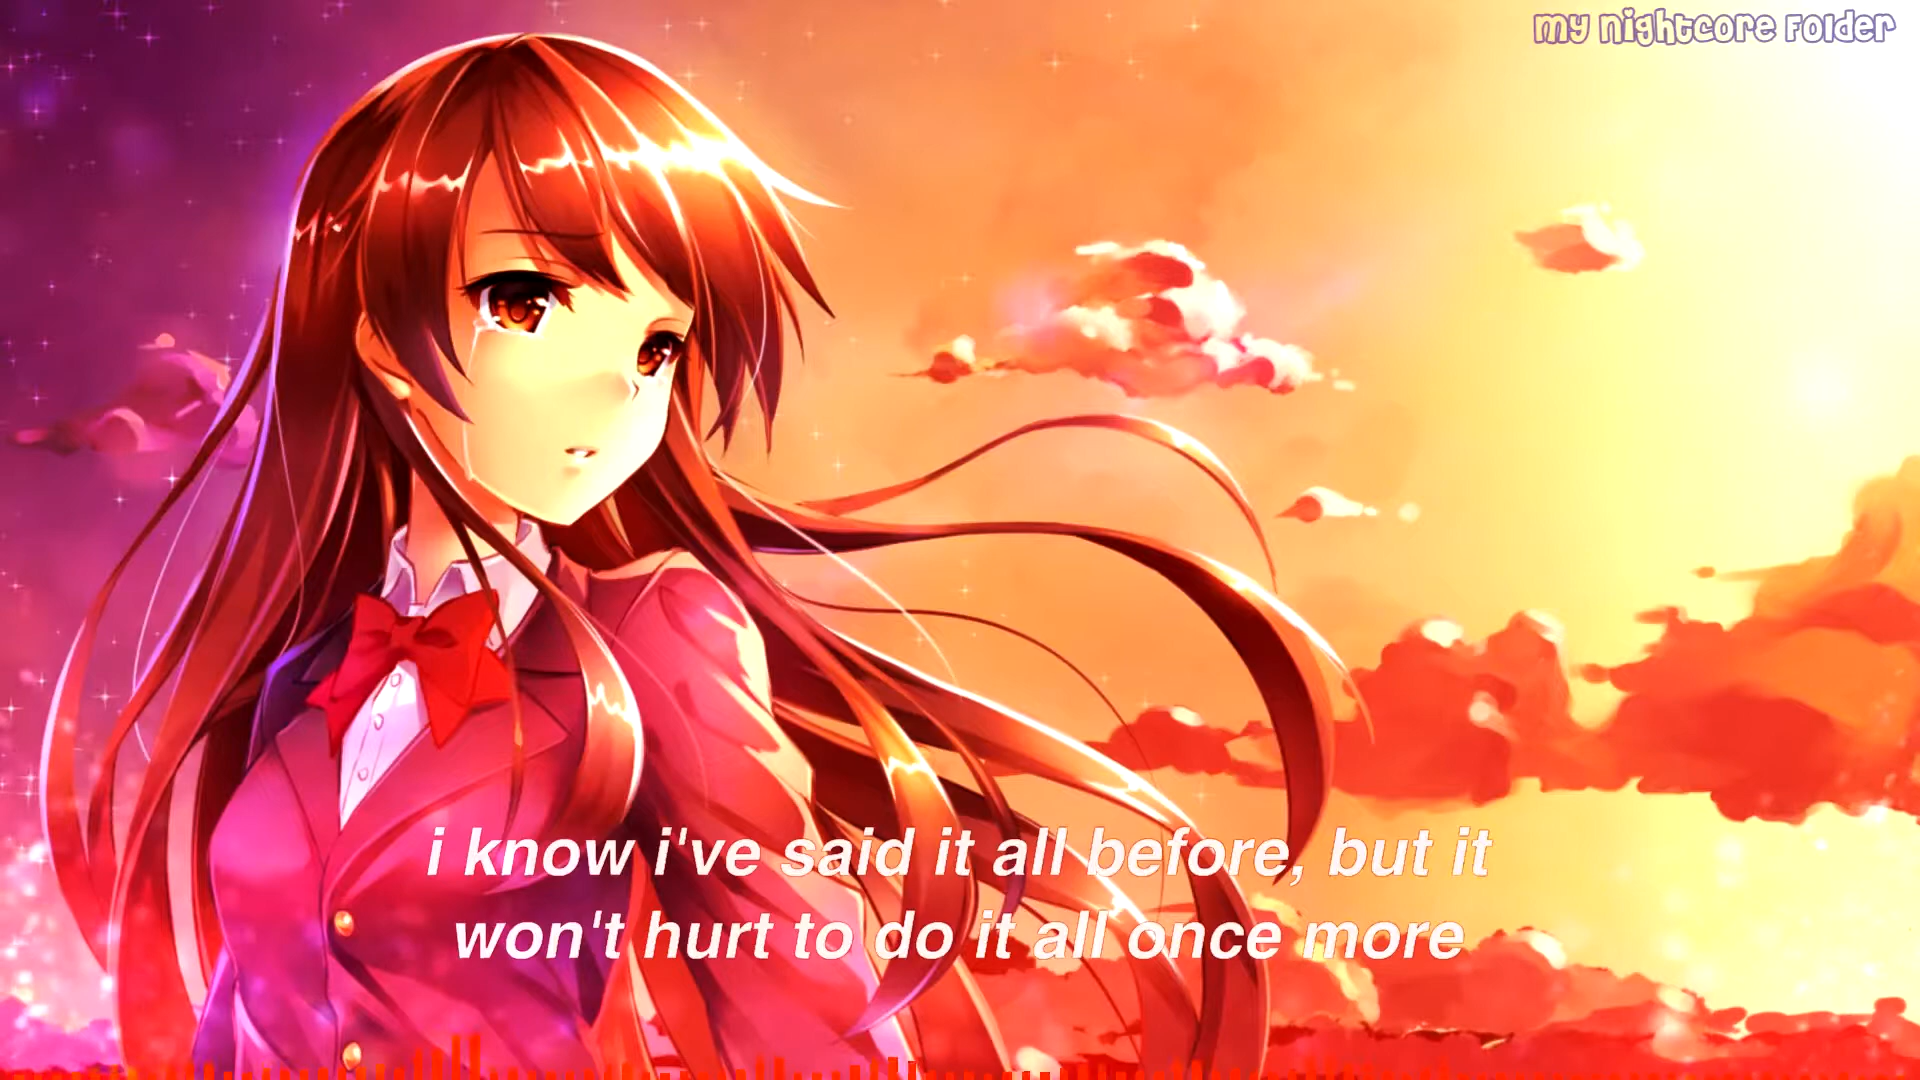 my nightcore folder
i know i've said it all before, but it
won't hurt to do it all once more